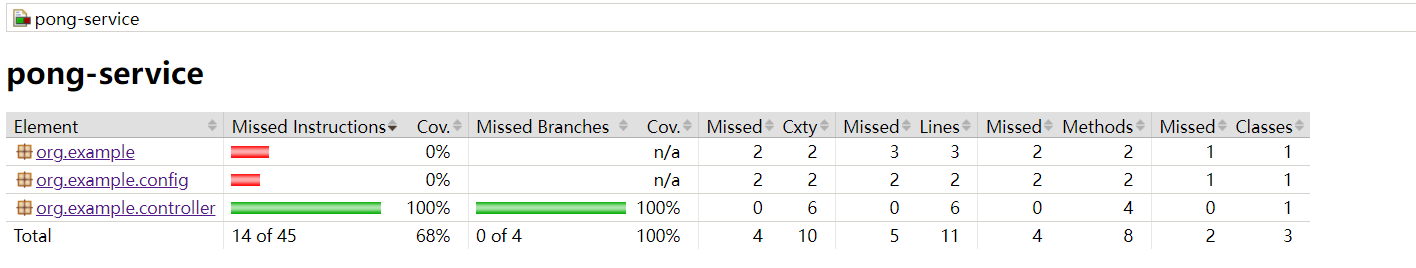 pong-service
pong-service
Element Missed Instructions Cov. Missed Branches Cov. Missed Cxty Missed Lines Missed Methods Missed Classes
org.example 0% n/a 2 2 3 3 2 2 1 1
org.example.config 0% n/a 2 2 2 2 2 2 1 1
org.example.controller 100% 100% 0 6 0 6 0 4 0 1
Total 14 of 45 68% 0 of 4 100% 4 10 5 11 4 8 2 3